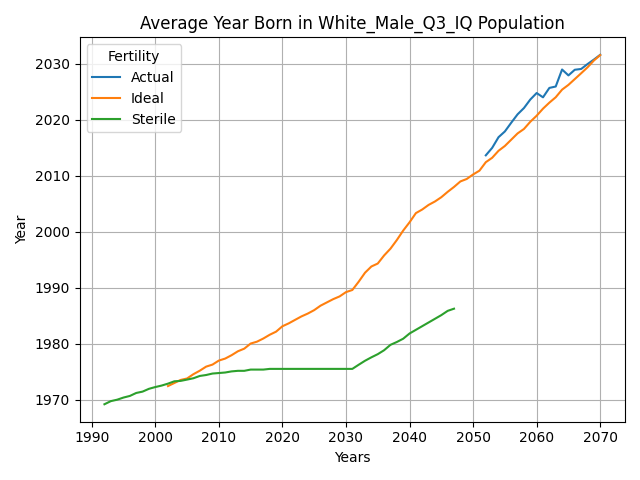 Average Year Born in White_Male_Q3_IQ Population
Fertility
Actual
Ideal
Sterile
Year
2030
2020
2010
2000
1990
1980
1970
1990 2000 2010 2020 2030 2040 2050 2060 2070
Years